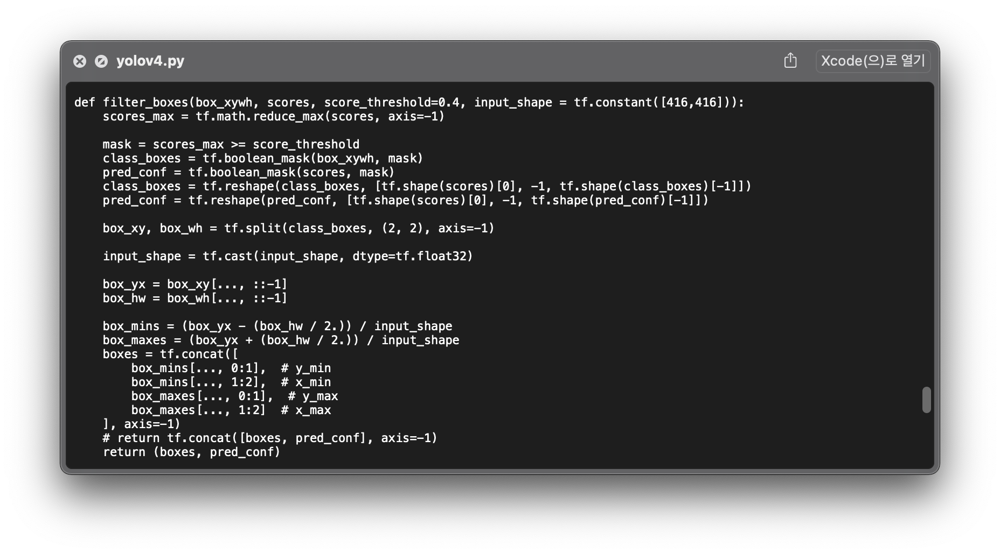 yolov4.py
Xcode(으)로 열기
def filter_boxes(box_xywh, scores, score_threshold=0.4, input_shape = tf.constant([416,416])):
    scores_max = tf.math.reduce_max(scores, axis=-1)

    mask = scores_max >= score_threshold
    class_boxes = tf.boolean_mask(box_xywh, mask)
    pred_conf = tf.boolean_mask(scores, mask)
    class_boxes = tf.reshape(class_boxes, [tf.shape(scores)[0], -1, tf.shape(class_boxes)[-1]])
    pred_conf = tf.reshape(pred_conf, [tf.shape(scores)[0], -1, tf.shape(pred_conf)[-1]])

    box_xy, box_wh = tf.split(class_boxes, (2, 2), axis=-1)

    input_shape = tf.cast(input_shape, dtype=tf.float32)

    box_yx = box_xy[..., ::-1]
    box_hw = box_wh[..., ::-1]

    box_mins = (box_yx - (box_hw / 2.)) / input_shape
    box_maxes = (box_yx + (box_hw / 2.)) / input_shape
    boxes = tf.concat([
        box_mins[..., 0:1],  # y_min
        box_mins[..., 1:2],  # x_min
        box_maxes[..., 0:1],  # y_max
        box_maxes[..., 1:2]  # x_max
    ], axis=-1)
    # return tf.concat([boxes, pred_conf], axis=-1)
    return (boxes, pred_conf)